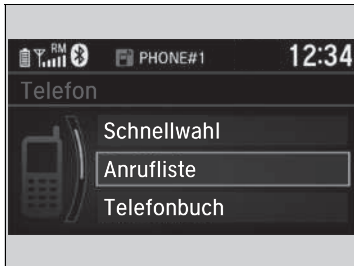 RM PHONE#1 12:34
Telefon
Schnellwahl
Anrufliste
Telefonbuch